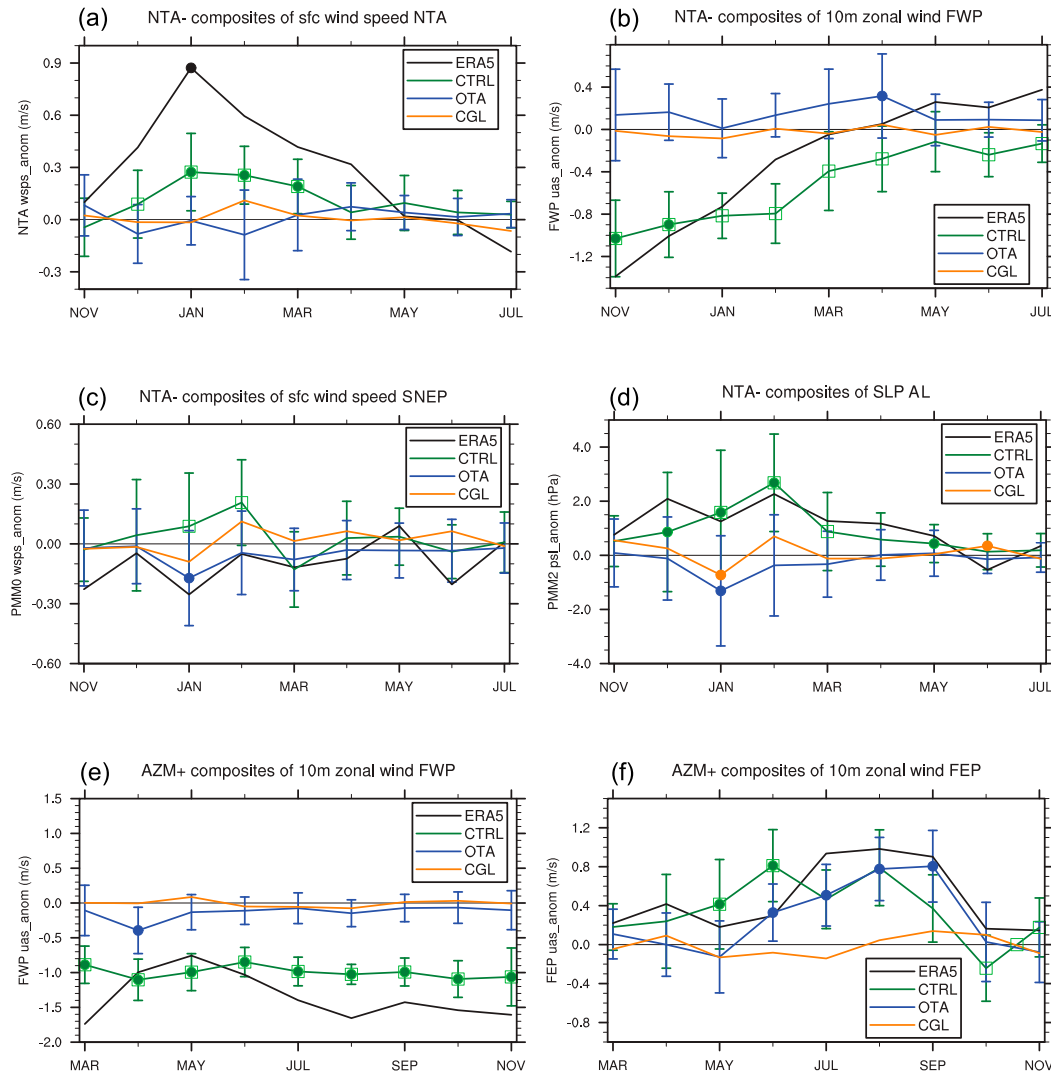 (a) NTA- composites of sfc wind speed NTA
NTA wsps_anom (m/s)
0.9
0.6
0.3
0.0
-0.3
NOV JAN MAR MAY JUL
ERA5
CTRL
OTA
CGL
(b) NTA- composites of 10m zonal wind FWP
FWP uas_anom (m/s)
0.4
0.0
-0.4
-0.8
-1.2
NOV JAN MAR MAY JUL
ERA5
CTRL
OTA
CGL
(c) NTA- composites of sfc wind speed SNEP
PMM0 wsps_anom (m/s)
0.60
0.30
0.00
-0.30
-0.60
NOV JAN MAR MAY JUL
ERA5
CTRL
OTA
CGL
(d) NTA- composites of SLP AL
PMM2 psl_anom (hPa)
4.0
2.0
0.0
-2.0
-4.0
NOV JAN MAR MAY JUL
ERA5
CTRL
OTA
CGL
(e) AZM+ composites of 10m zonal wind FWP
FWP uas_anom (m/s)
1.5
1.0
0.5
0.0
-0.5
-1.0
-1.5
-2.0
MAR MAY JUL SEP NOV
ERA5
CTRL
OTA
CGL
(f) AZM+ composites of 10m zonal wind FEP
FEP uas_anom (m/s)
1.2
0.8
0.4
0.0
-0.4
-0.8
MAR MAY JUL SEP NOV
ERA5
CTRL
OTA
CGL